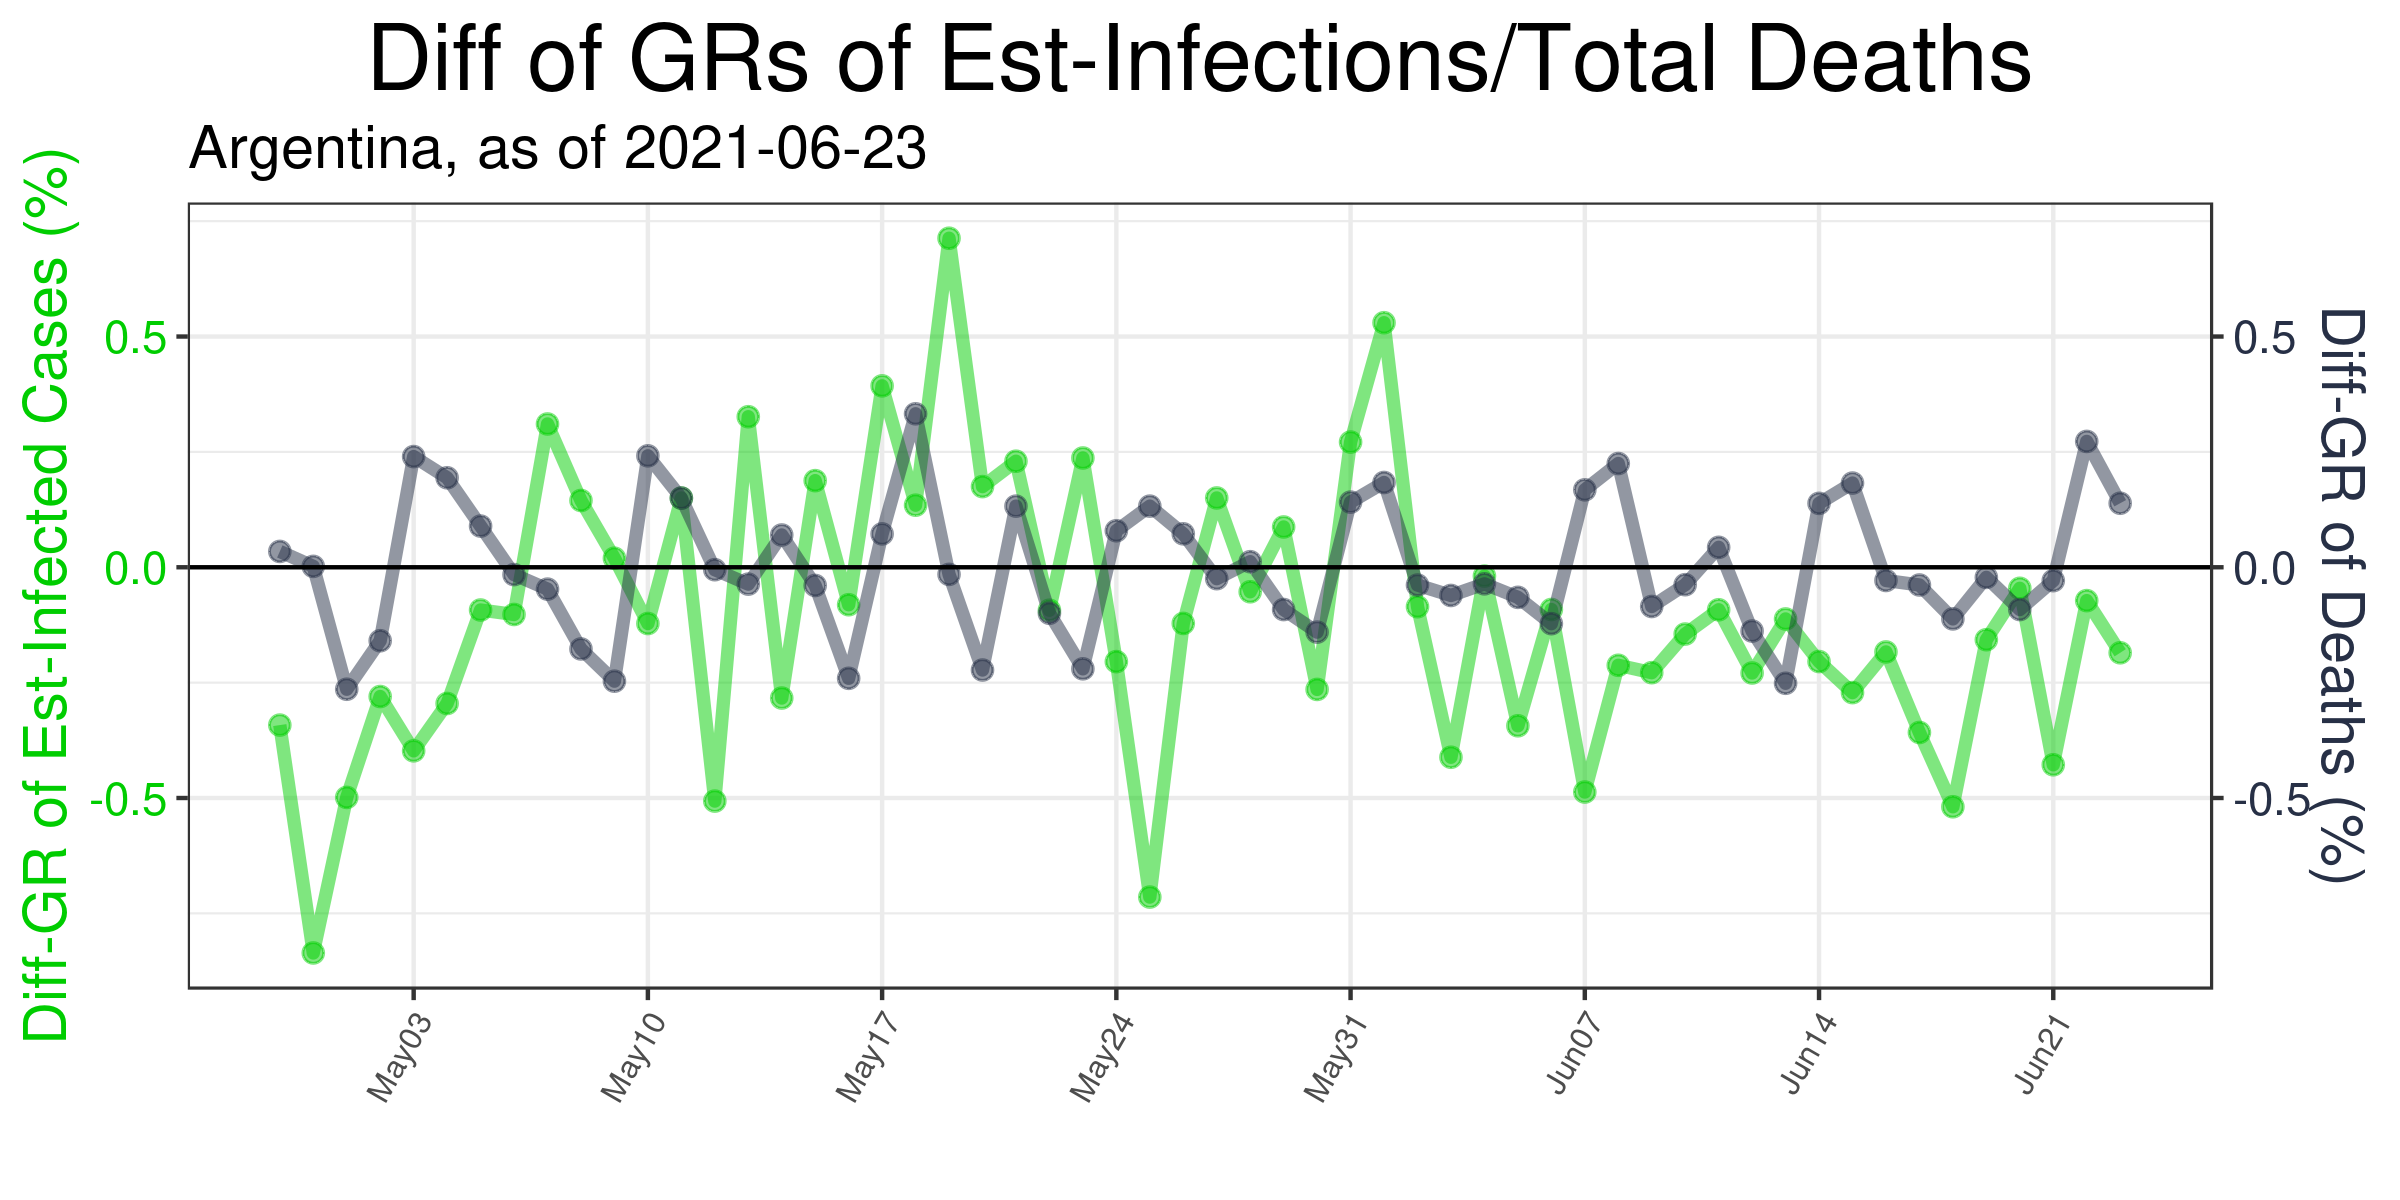 Diff of GRs of Est-Infections/Total Deaths
Argentina, as of 2021-06-23
Diff-GR of Est-Infected Cases (%)
0.5
0.0
-0.5
0.5
0.0
-0.5
Diff-GR of Deaths (%)
May03
May10
May17
May24
May31
Jun07
Jun14
Jun21